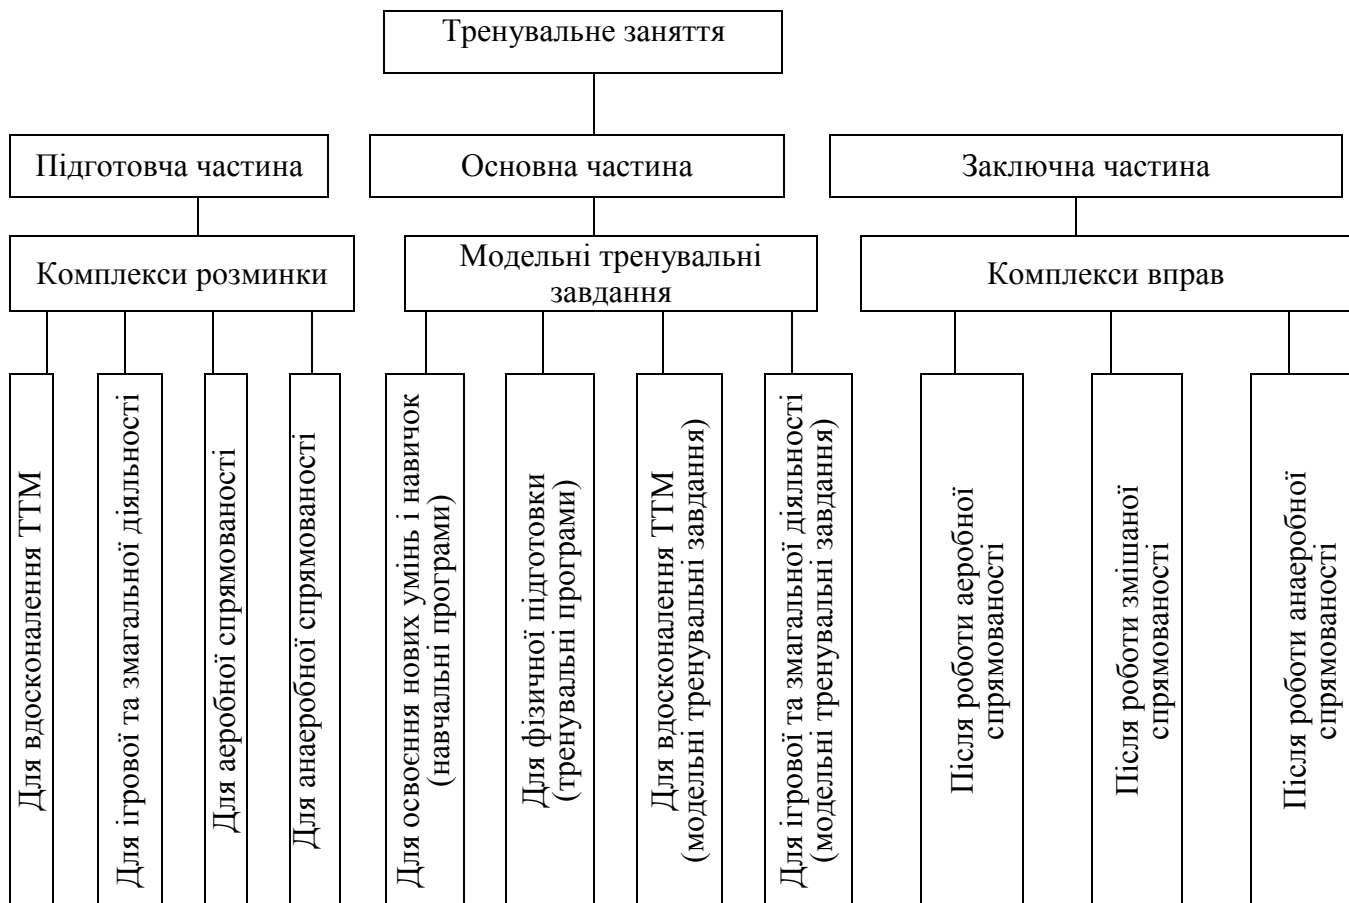 Тренувальне заняття
Підготовча частина
Основна частина
Заключна частина
Комплекси розминки
Модельні тренувальні
завдання
Комплекси вправ
Для вдосконалення ТТМ
Для ігрової та змагальної діяльності
Для аеробної спрямованості
Для анаеробної спрямованості
Для освоєння нових умінь і навичок
(навчальні програми)
Для фізичної підготовки
(тренувальні програми)
Для вдосконалення ТТМ
(модельні тренувальні завдання)
Для ігрової та змагальної діяльності
(модельні тренувальні завдання)
Після роботи аеробної
спрямованості
Після роботи змішаної
спрямованості
Після роботи анаеробної
спрямованості